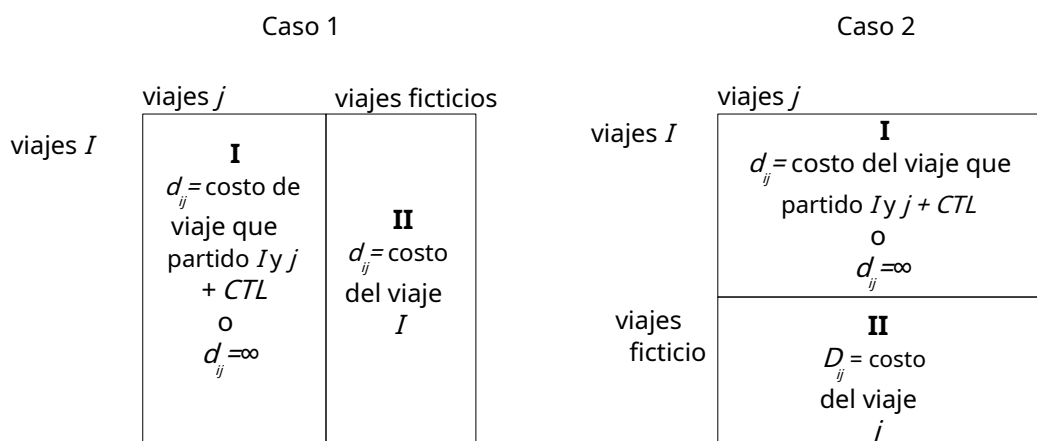 Caso 1
viajes j
viajes ficticios
viajes I
I
d_ij = costo de
viaje que
partido I y j
+ CTL
o
d_ij =∞
II
d_ij = costo
del viaje
I
Caso 2
viajes j
viajes I
I
d_ij = costo del viaje que
partido I y j + CTL
o
d_ij =∞
viajes
ficticio
II
D_ij = costo
del viaje
j